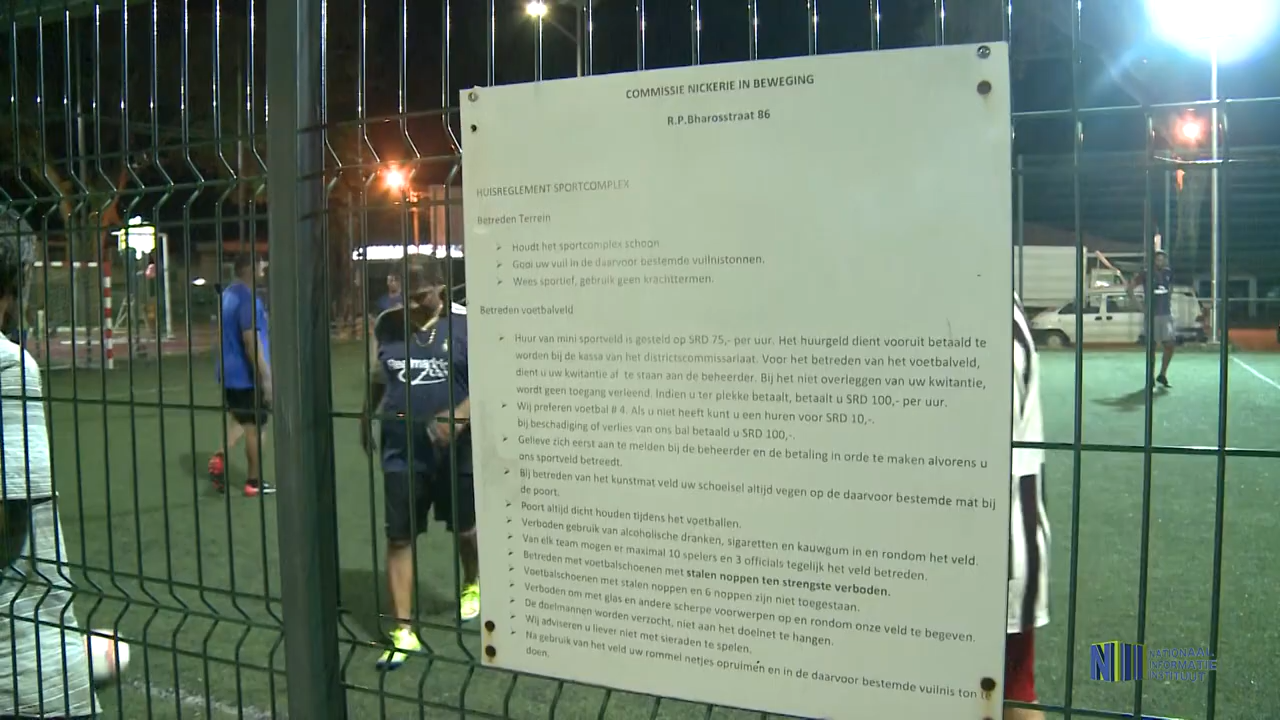 COMMISSIE NICKERIE IN BEWEGING
R.P.Bharosstraat 86
HUISREGLEMENT SPORTCOMPLEX
Betreden Terrein
➢ Houdt het sportcomplex schoon
➢ Gooi uw vuil in de daarvoor bestemde vuilnistonnen.
➢ Wees sportief, gebruik geen krachttermen.
Betreden voetbalveld
➢ Huur van mini sportveld is gesteld op SRD 75,- per uur. Het huurgeld dient vooruit betaald te
worden bij de kassa van het districtscommissariaat. Voor het betreden van het voetbalveld,
dient u uw kwitantie af te staan aan de beheerder. Bij het niet overleggen van uw kwitantie,
wordt geen toegang verleend. Indien u ter plekke betaalt, betaalt u SRD 100,- per uur.
➢ Wij preferen voetbal # 4. Als u niet heeft kunt u een huren voor SRD 10,-.
bij beschadiging of verlies van ons bal betaald u SRD 100,-.
➢ Gelieve zich eerst aan te melden bij de beheerder en de betaling in orde te maken alvorens u
ons sportveld betreedt.
➢ Bij betreden van het kunstmat veld uw schoeisel altijd vegen op de daarvoor bestemde mat bij
de poort.
➢ Poort altijd dicht houden tijdens het voetballen.
➢ Verboden gebruik van alcoholische dranken, sigaretten en kauwgum in en rondom het veld.
➢ Van elk team mogen er maximal 10 spelers en 3 officials tegelijk het veld betreden.
➢ Betreden met voetbalschoenen met stalen noppen ten strengste verboden.
➢ Voetbalschoenen met stalen noppen en 6 noppen zijn niet toegestaan.
➢ Verboden om met glas en andere scherpe voorwerpen op en rondom onze veld te begeven.
➢ De doelmannen worden verzocht, niet aan het doelnet te hangen.
➢ Wij adviseren u liever niet met sieraden te spelen.
➢ Na gebruik van het veld uw rommel netjes opruimen en in de daarvoor bestemde vuilnis ton te
doen.
NATIONAAL
INFORMATIE
INSTITUUT